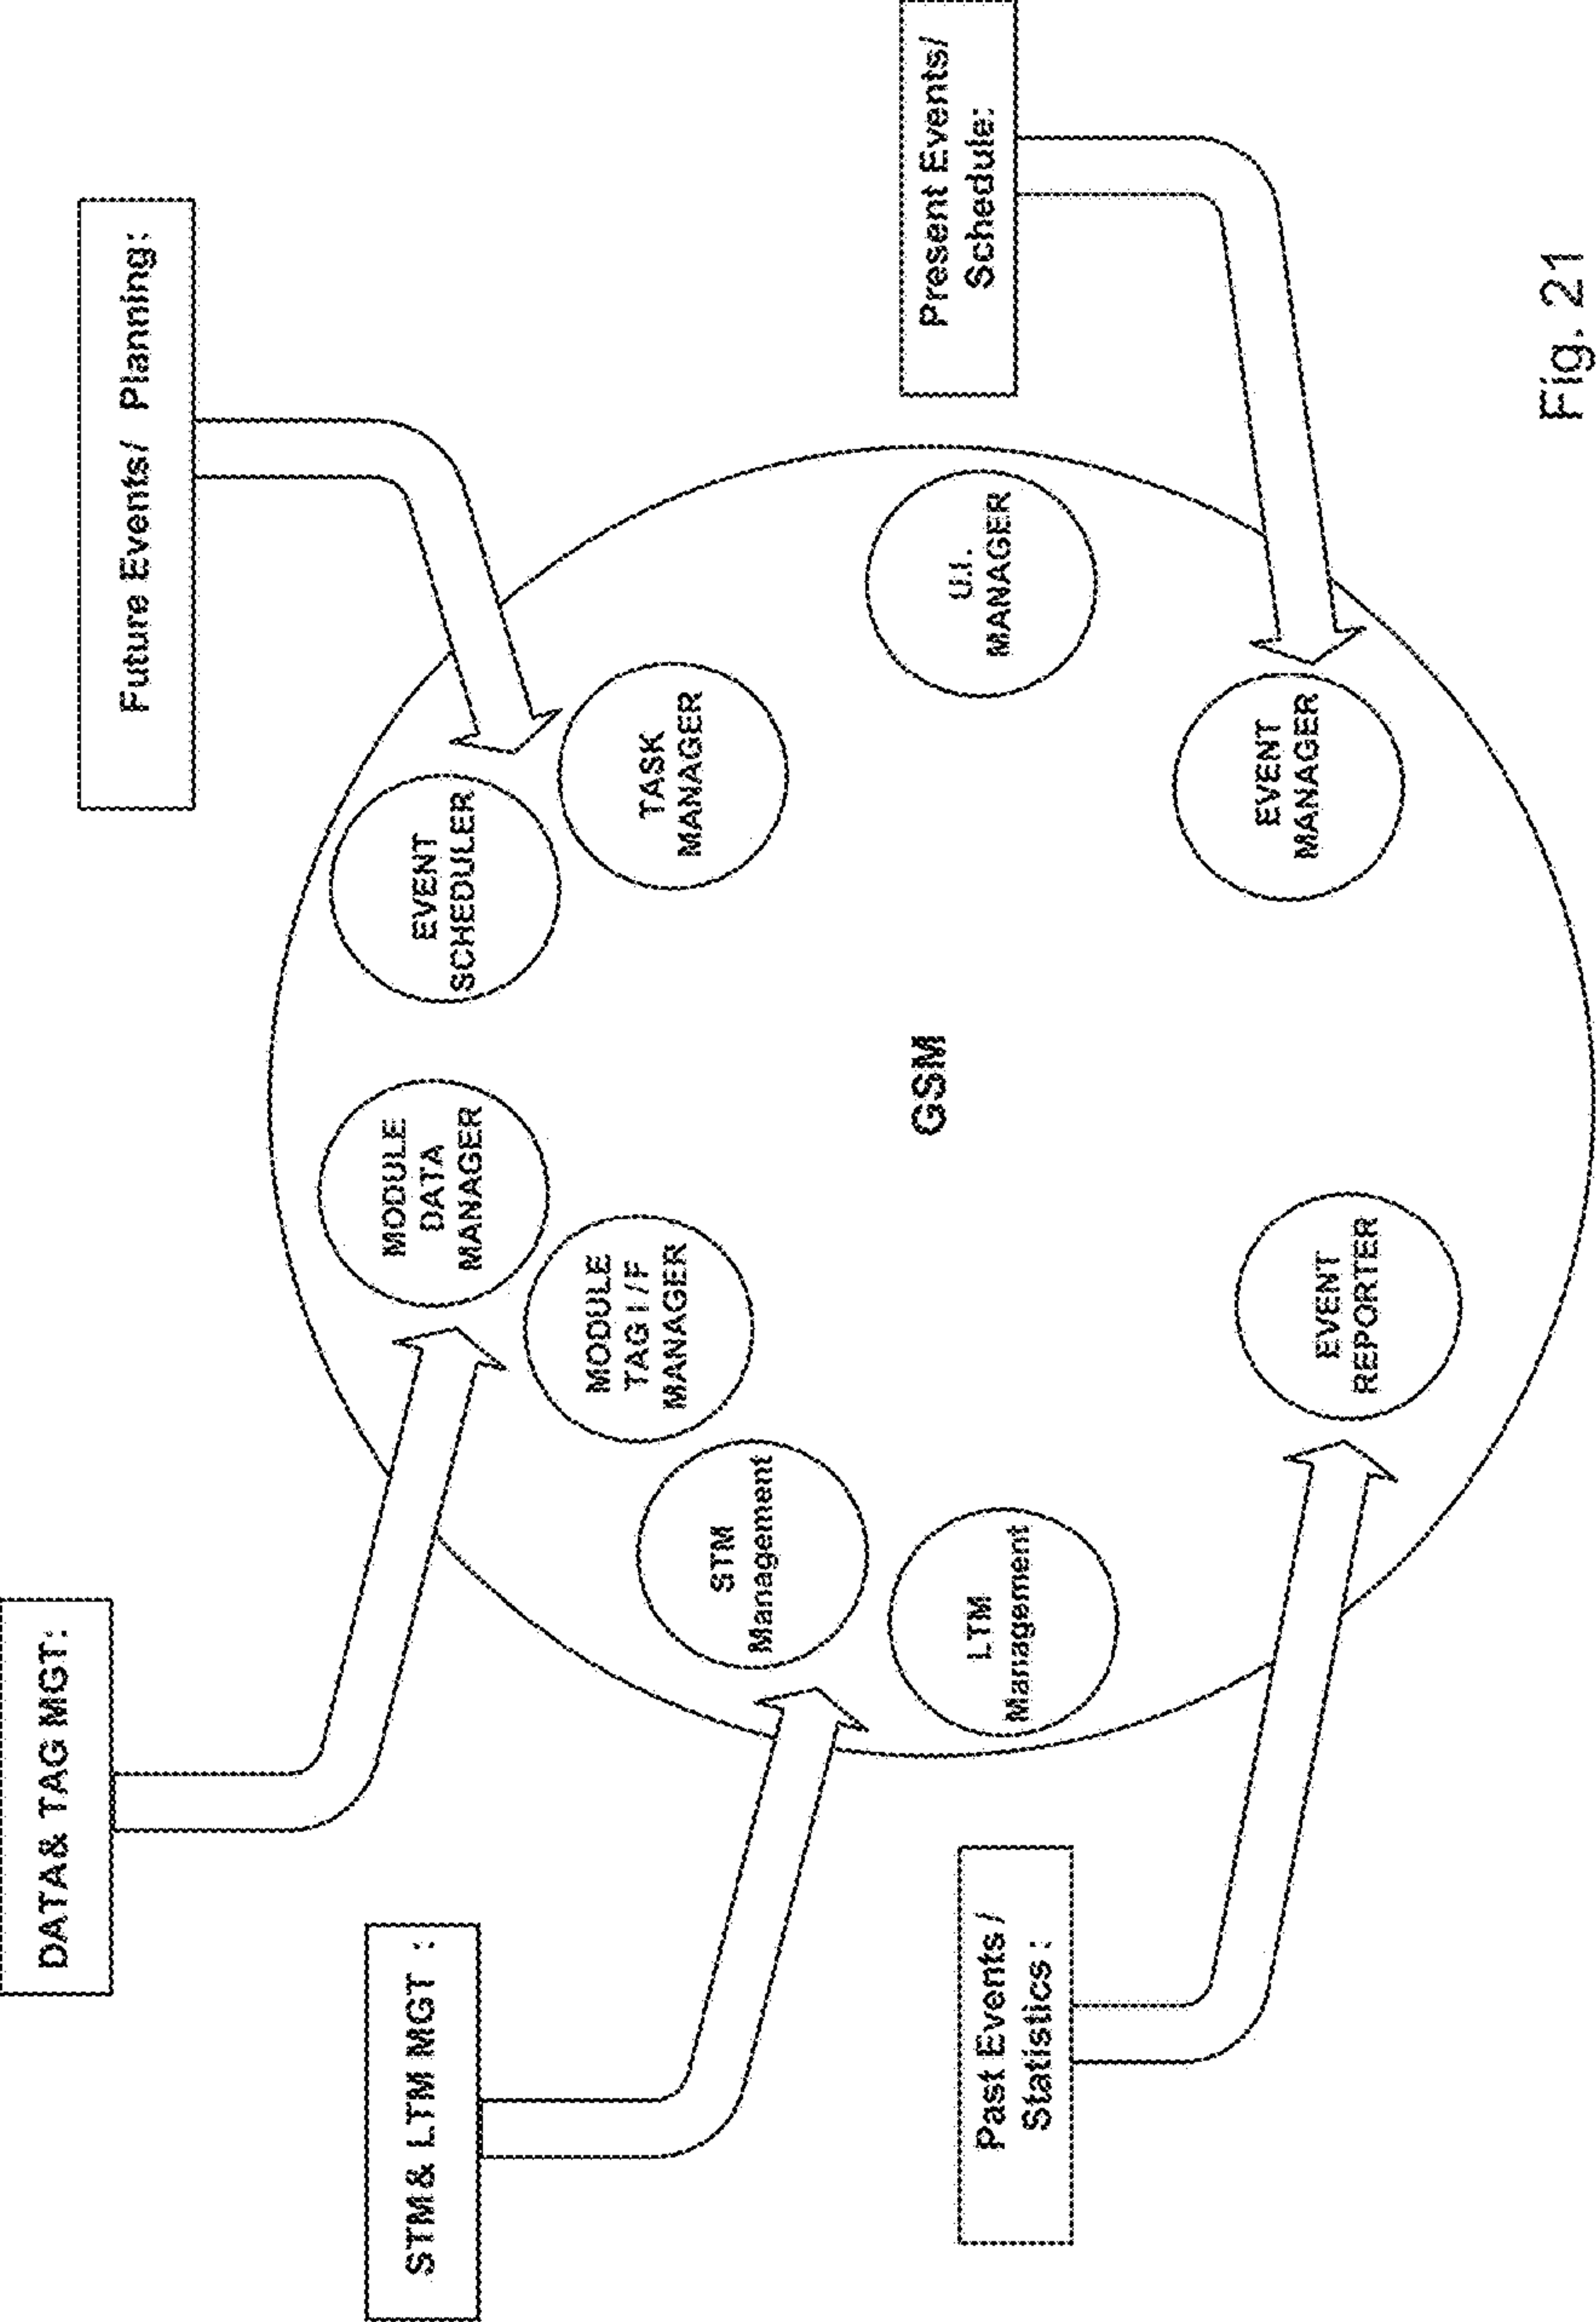 DATA& TAG MGT:
Future Events/ Planning:
STM& LTM MGT :
MODULE
DATA
MANAGER
EVENT
SCHEDULER
MODULE
TAG I/F
MANAGER
TASK
MANAGER
STM
Management
LTM
Management
GSM
U.I.
MANAGER
Present Events/
Schedule:
Past Events/
Statistics:
EVENT
REPORTER
EVENT
MANAGER
Fig. 21